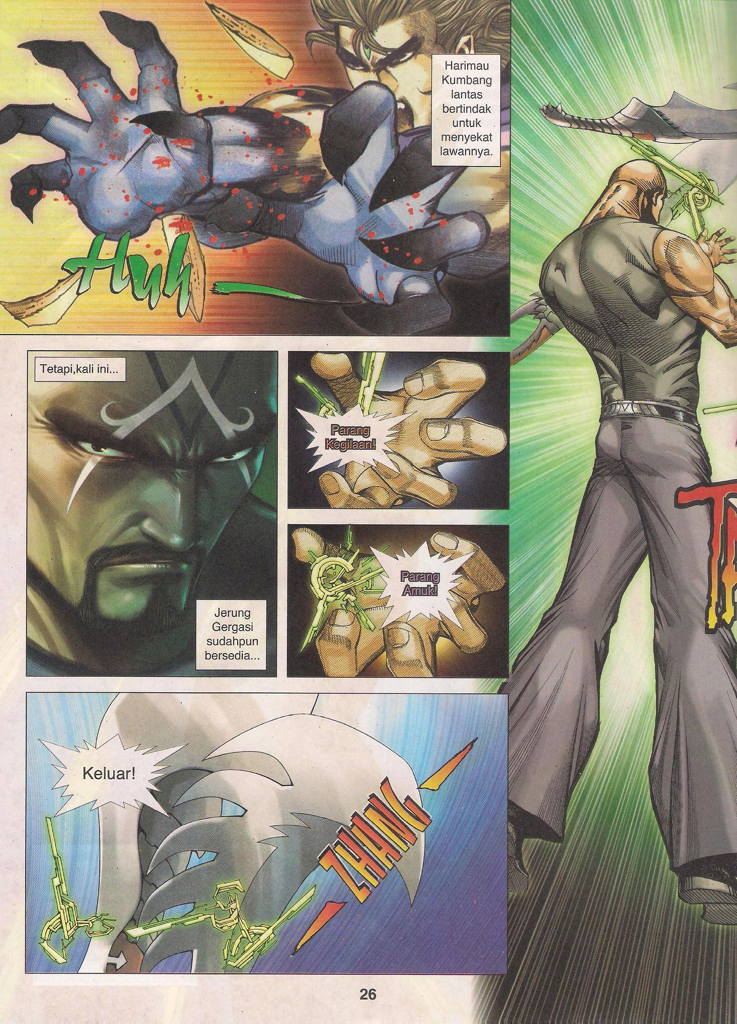 Harimau
Kumbang
lantas
bertindak
untuk
menyekat
lawannya.
Huh
Tetapi,kali ini...
Parang
Kegilaan!
Parang
Amuk!
Jerung
Gergasi
sudahpun
bersedia...
Keluar!
ZHANG
26